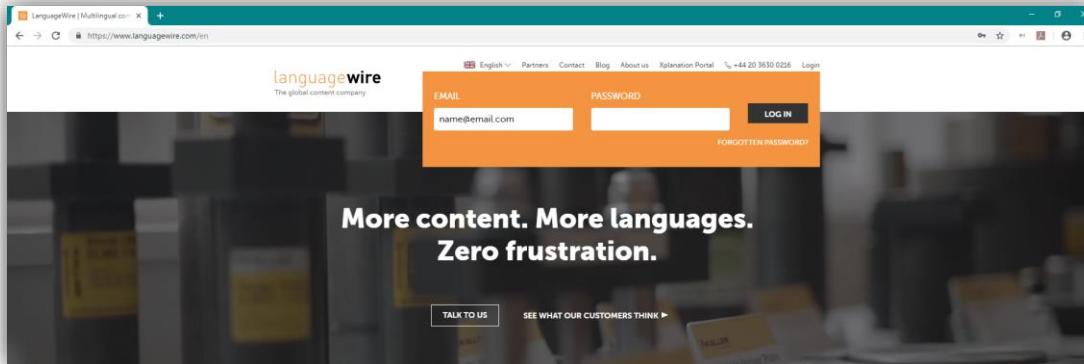 LanguageWire | Multilingual con
https://www.languagewire.com/en
English Partners Contact Blog About us Xplanation Portal +44 20 3630 0216 Login
languagewire
The global content company
EMAIL PASSWORD
name@email.com
LOG IN
FORGOTTEN PASSWORD?
More content. More languages.
Zero frustration.
TALK TO US SEE WHAT OUR CUSTOMERS THINK